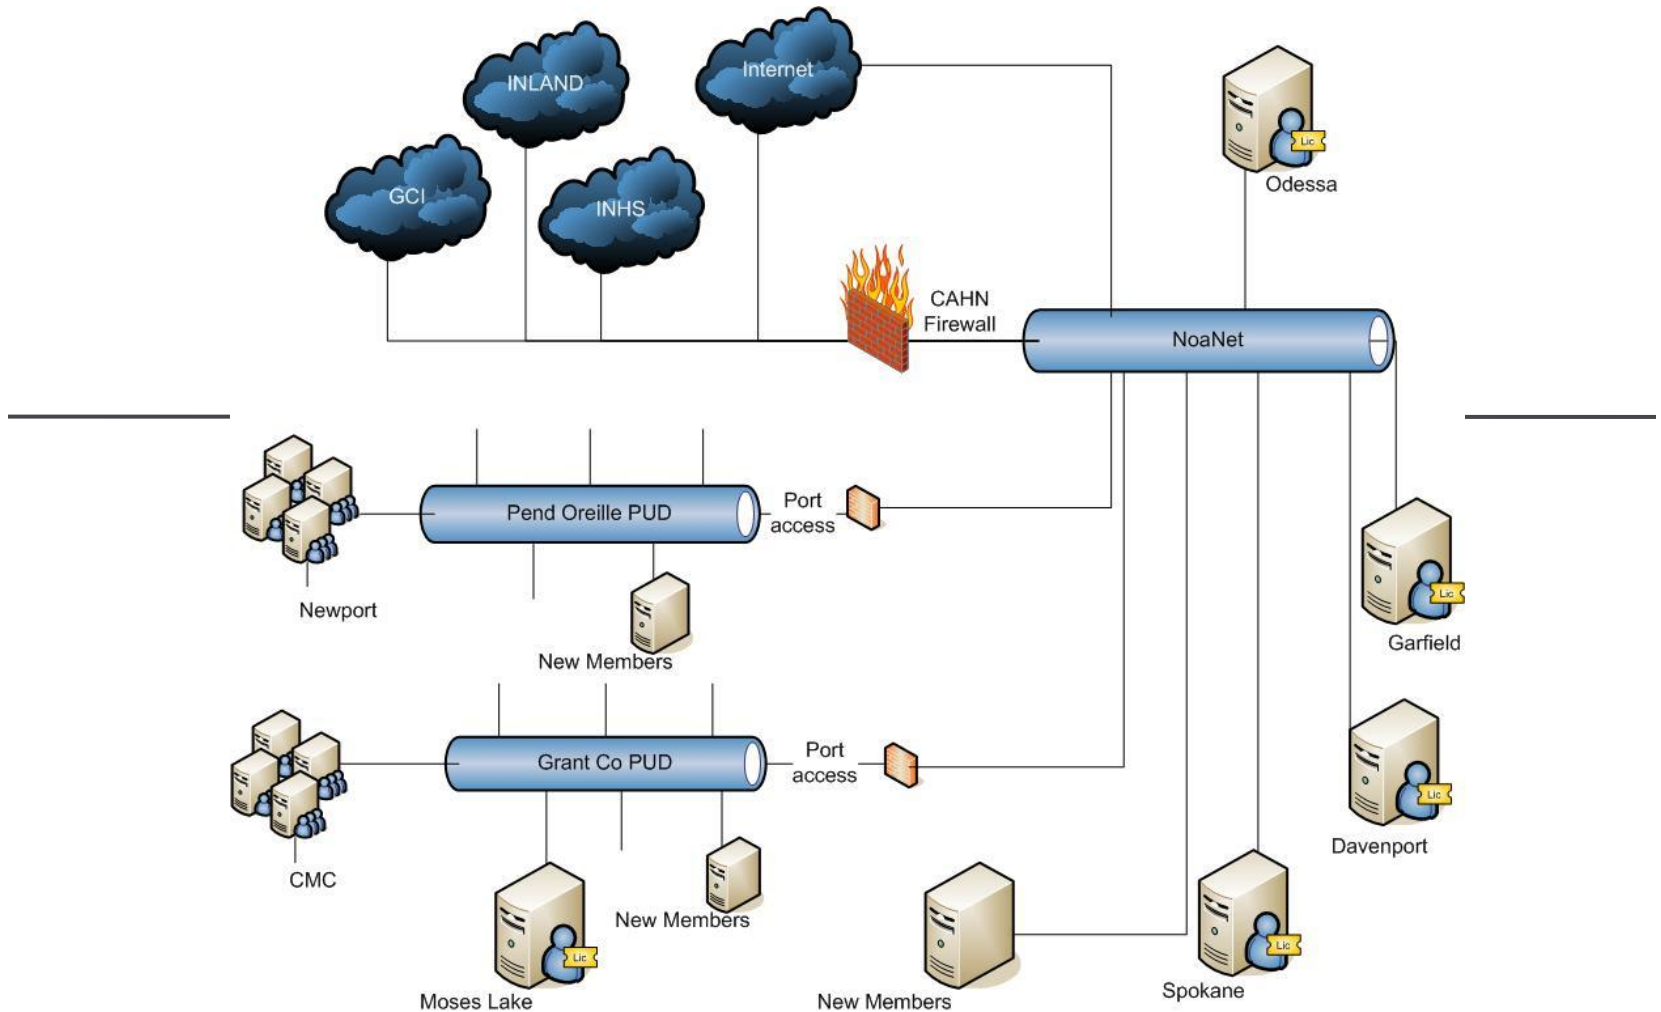 INLAND
Internet
GCI
INHS
Lic
Odessa
CAHN
Firewall
NoaNet
Pend Oreille PUD
Port
access
Newport
New Members
Lic
Garfield
Grant Co PUD
Port
access
Lic
Davenport
CMC
New Members
Lic
Moses Lake
New Members
Lic
Spokane